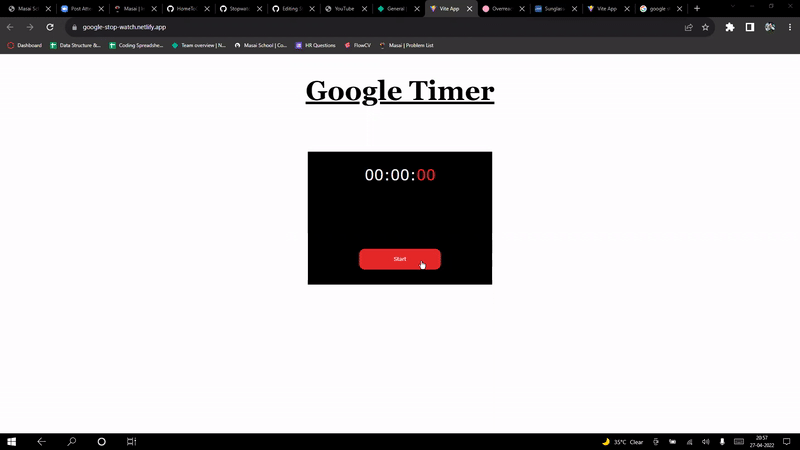 Masai Sc
Post Atte
Masai | H
HomeTo
Stopwat
Editing S
YouTube
General
Vite App
Overreac
Sunglass
Vite App
google st
google-stop-watch.netlify.app
Dashboard
Data Structure &...
Coding Spreadshe...
Team overview | N...
Masai School | Co...
HR Questions
FlowCV
Masai | Problem List
Google Timer
00:00:00
Start
35°C Clear
20:57
27-04-2022